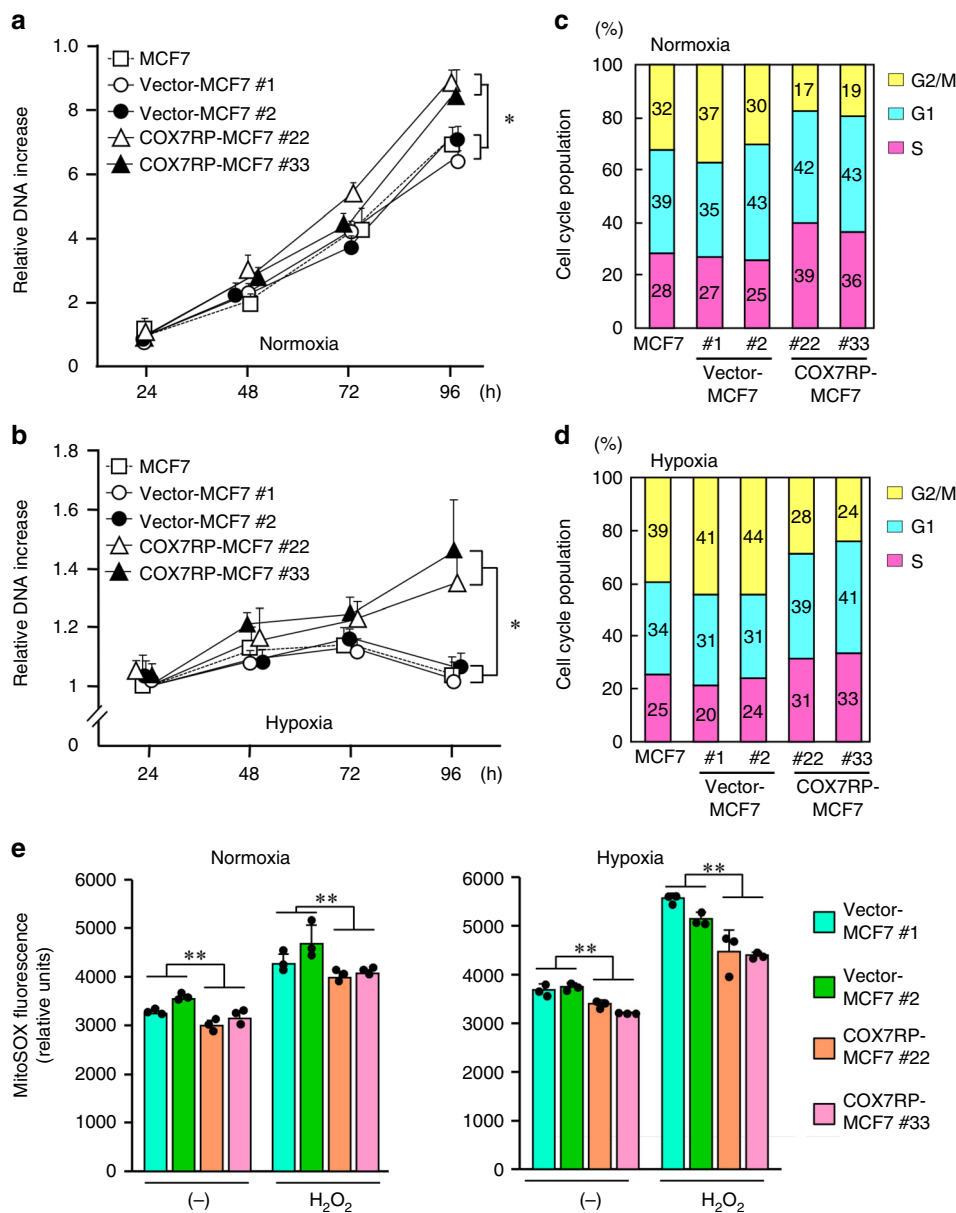 a
1.0
8
6
4
2
0
Relative DNA increase
MCF7
Vector-MCF7 #1
Vector-MCF7 #2
COX7RP-MCF7 #22
COX7RP-MCF7 #33
*
Normoxia
24 48 72 96 (h)
c
(%)
Normoxia
100
80
60
40
20
0
Cell cycle population
32 37 30 17 19
39 35 43 42 43
28 27 25 39 36
MCF7 #1 #2 #22 #33
Vector-
MCF7
COX7RP-
MCF7
G2/M
G1
S
b
1.8
1.6
1.4
1.2
1
0
Relative DNA increase
MCF7
Vector-MCF7 #1
Vector-MCF7 #2
COX7RP-MCF7 #22
COX7RP-MCF7 #33
*
Hypoxia
24 48 72 96 (h)
d
(%)
Hypoxia
100
80
60
40
20
0
Cell cycle population
39 41 44 28 24
34 31 31 39 41
25 20 24 31 33
MCF7 #1 #2 #22 #33
Vector-
MCF7
COX7RP-
MCF7
G2/M
G1
S
e
Normoxia
6000
5000
4000
3000
2000
1000
0
MitoSOX fluorescence
(relative units)
**
**
(–) H₂O₂
Hypoxia
6000
5000
4000
3000
2000
1000
0
**
**
(–) H₂O₂
Vector-
MCF7 #1
Vector-
MCF7 #2
COX7RP-
MCF7 #22
COX7RP-
MCF7 #33